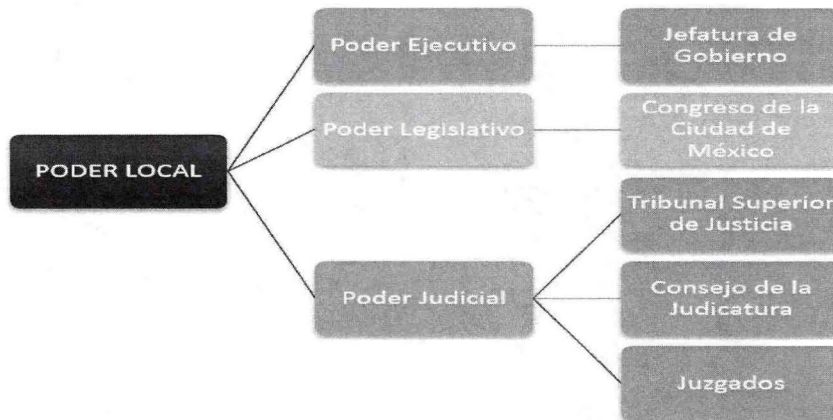 PODER LOCAL
Poder Ejecutivo
Jefatura de
Gobierno
Poder Legislativo
Congreso de la
Ciudad de
México
Poder Judicial
Tribunal Superior
de Justicia
Consejo de la
Judicatura
Juzgados